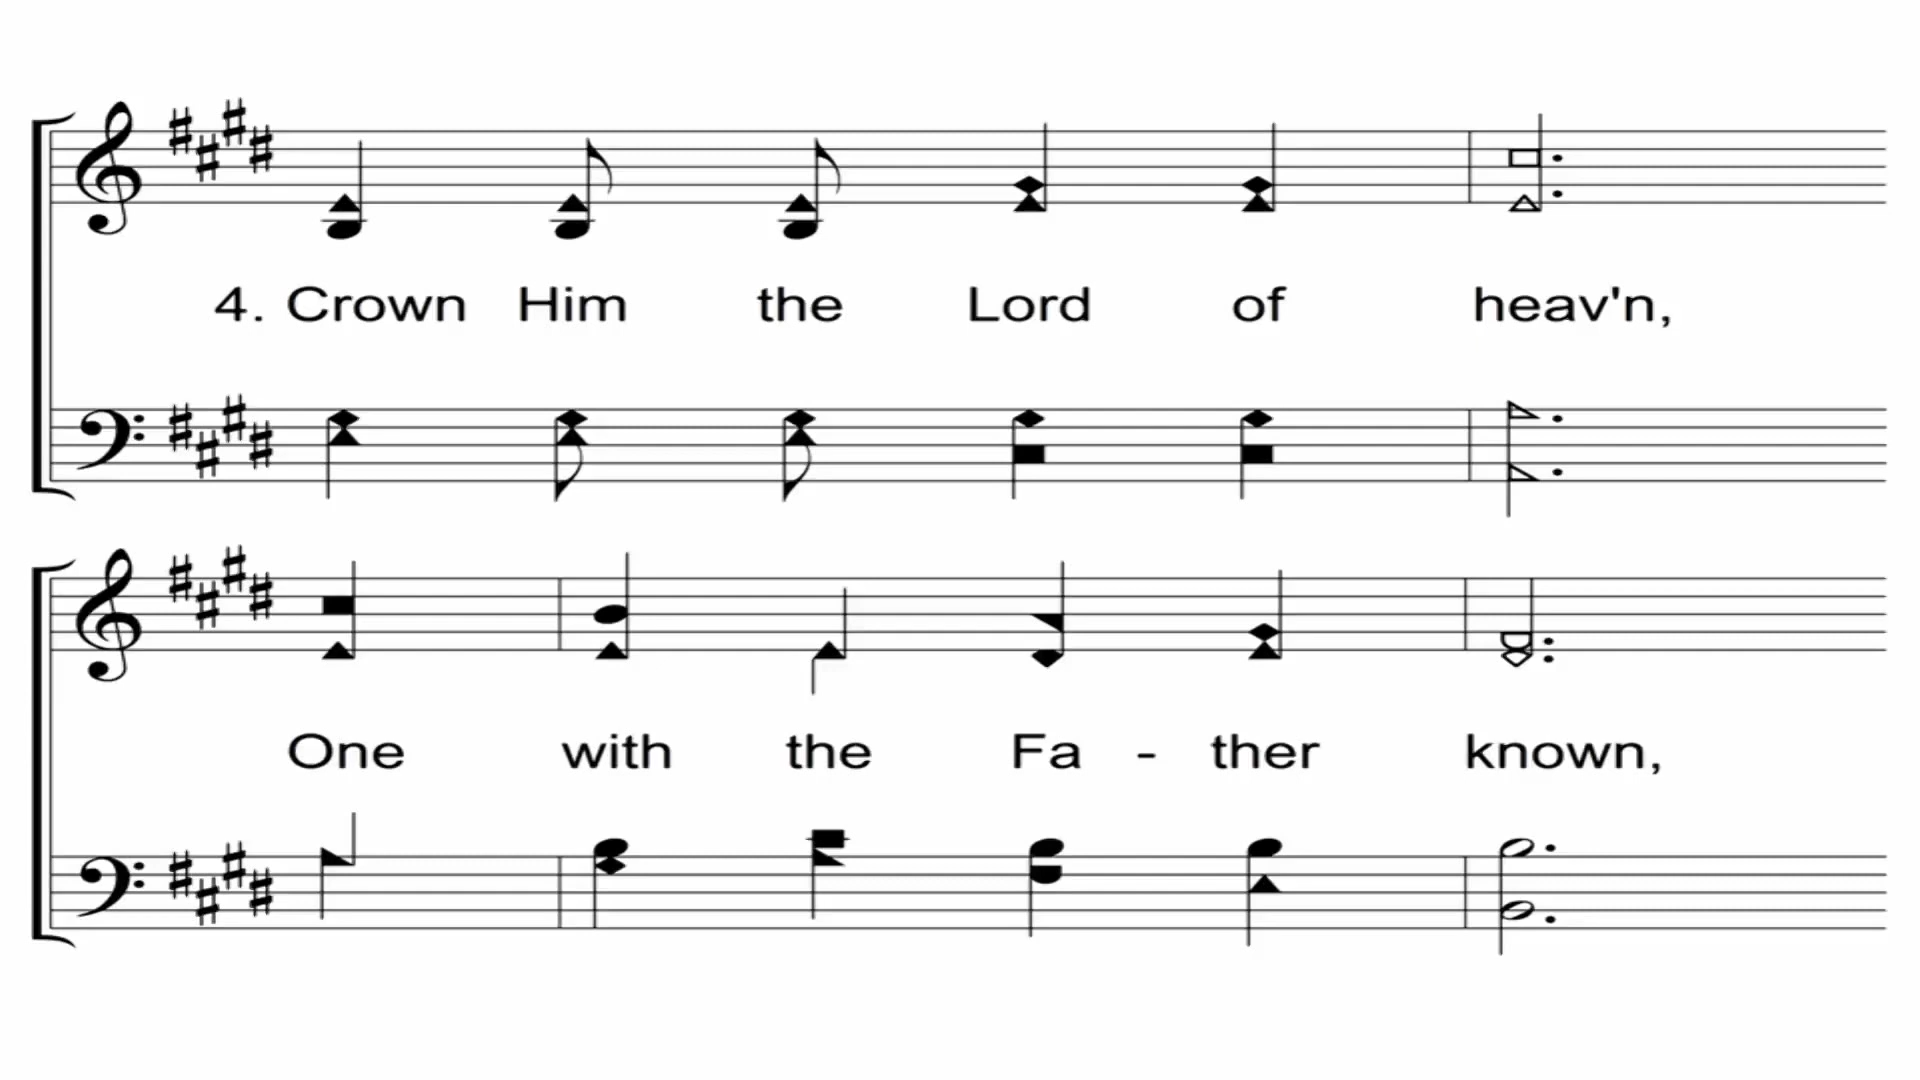 4. Crown Him the Lord of heav'n,
One with the Fa - ther known,